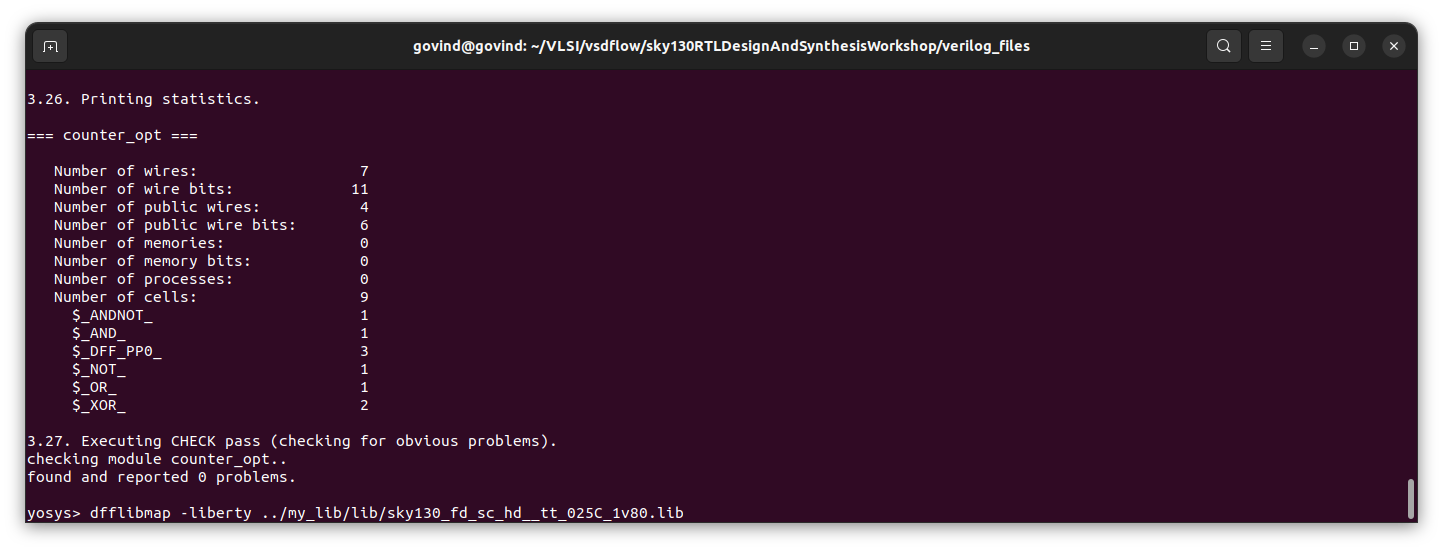 govind@govind: ~/VLSI/vsdflow/sky130RTLDesignAndSynthesisWorkshop/verilog_files
3.26. Printing statistics.
=== counter_opt ===
Number of wires: 7
Number of wire bits: 11
Number of public wires: 4
Number of public wire bits: 6
Number of memories: 0
Number of memory bits: 0
Number of processes: 0
Number of cells: 9
$_ANDNOT_ 1
$_AND_ 1
$_DFF_PP0_ 3
$_NOT_ 1
$_OR_ 1
$_XOR_ 2
3.27. Executing CHECK pass (checking for obvious problems).
checking module counter_opt..
found and reported 0 problems.
yosys> dfflibmap -liberty ../my_lib/lib/sky130_fd_sc_hd__tt_025C_1v80.lib